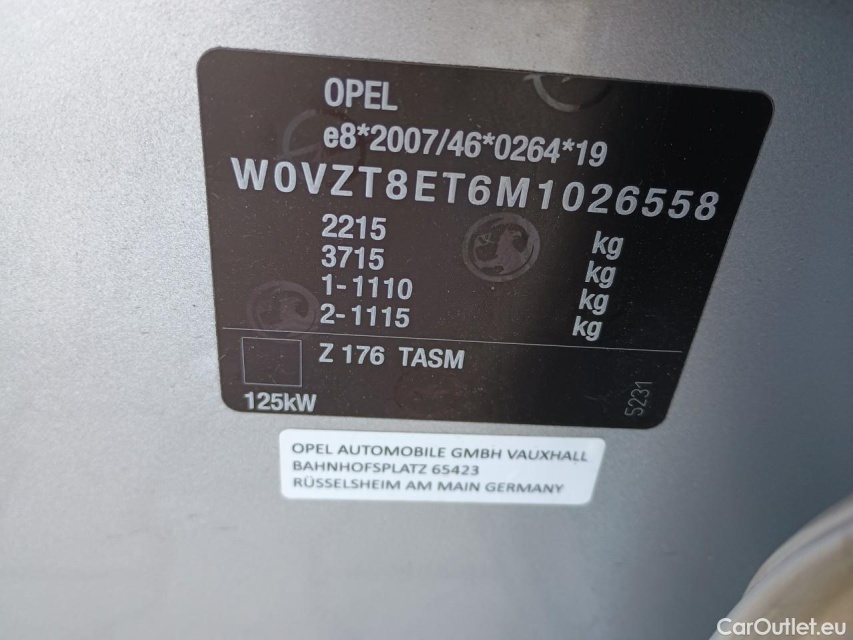 OPEL
e8*2007/46*0264*19
W0VZT8ET6M1026558
2215 kg
3715 kg
1-1110 kg
2-1115 kg
Z 176 TASM
125kW
5231
OPEL AUTOMOBILE GMBH VAUXHALL
BAHNHOFSPLATZ 65423
RÜSSELSHEIM AM MAIN GERMANY
CarOutlet.eu